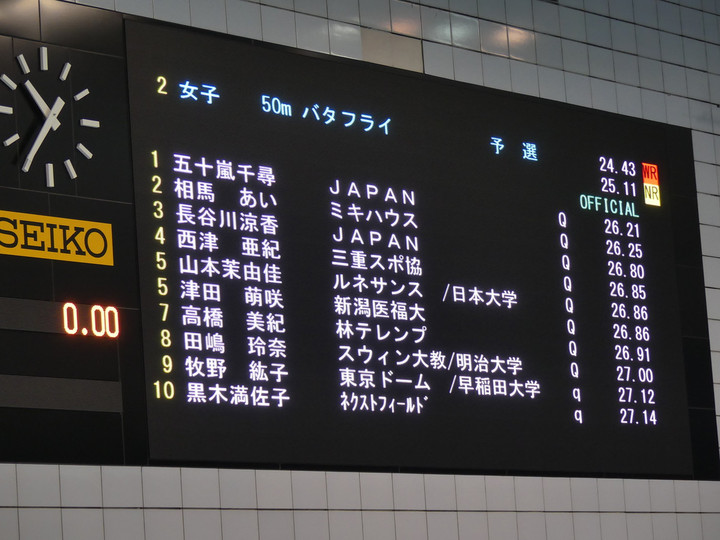 2 女子 50m バタフライ 予 選
24.43 WR
25.11 NR
OFFICIAL
1 五十嵐千尋 JAPAN Q 26.21
2 相馬 あい ミキハウス Q 26.25
3 長谷川涼香 JAPAN Q 26.80
4 西津 亜紀 三重スポ協 Q 26.85
5 山本茉由佳 ルネサンス /日本大学 Q 26.86
5 津田 萌咲 新潟医福大 Q 26.86
7 高橋 美紀 林テレンプ Q 26.91
8 田嶋 玲奈 スウィン大教/明治大学 Q 27.00
9 牧野 紘子 東京ドーム /早稲田大学 q 27.12
10 黒木満佐子 ﾈｸｽﾄﾌｨｰﾙﾄﾞ q 27.14
SEIKO
0.00